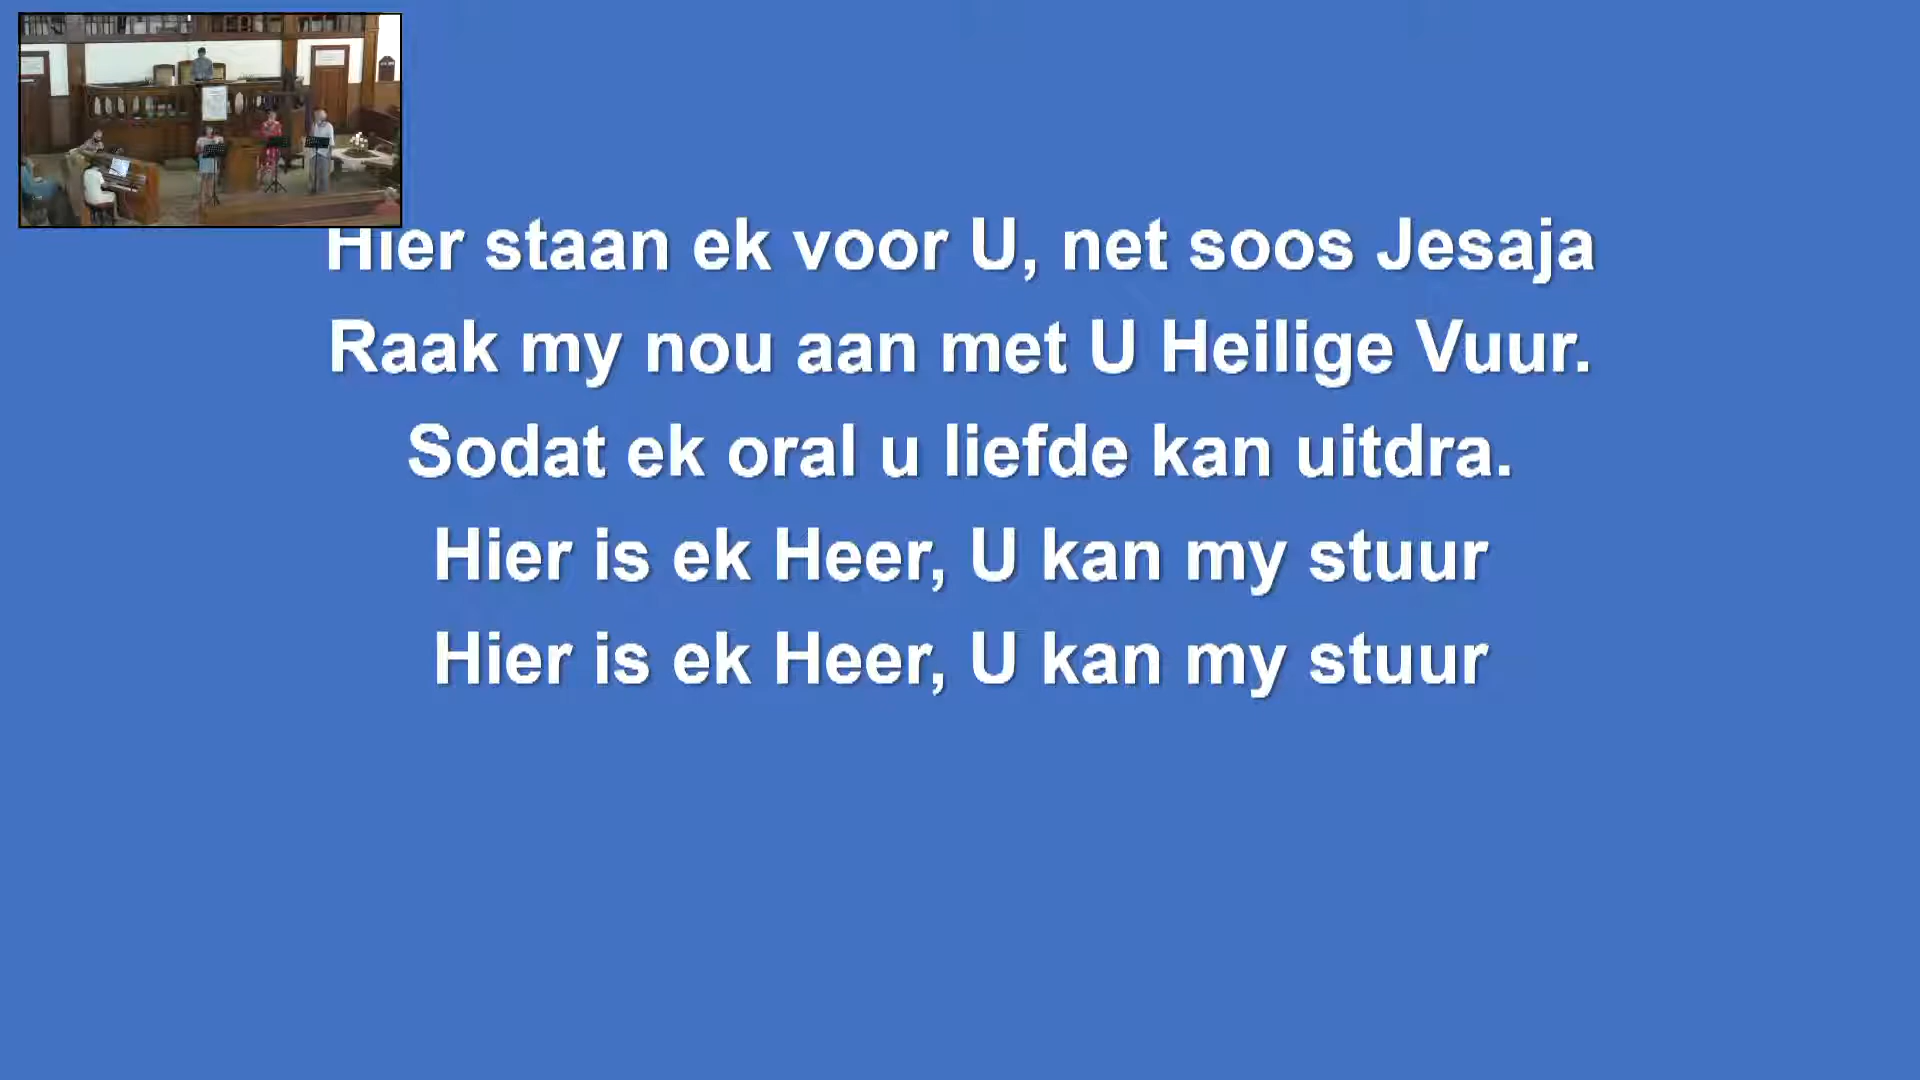 Hier staan ek voor U, net soos Jesaja
Raak my nou aan met U Heilige Vuur.
Sodat ek oral u liefde kan uitdra.
Hier is ek Heer, U kan my stuur
Hier is ek Heer, U kan my stuur